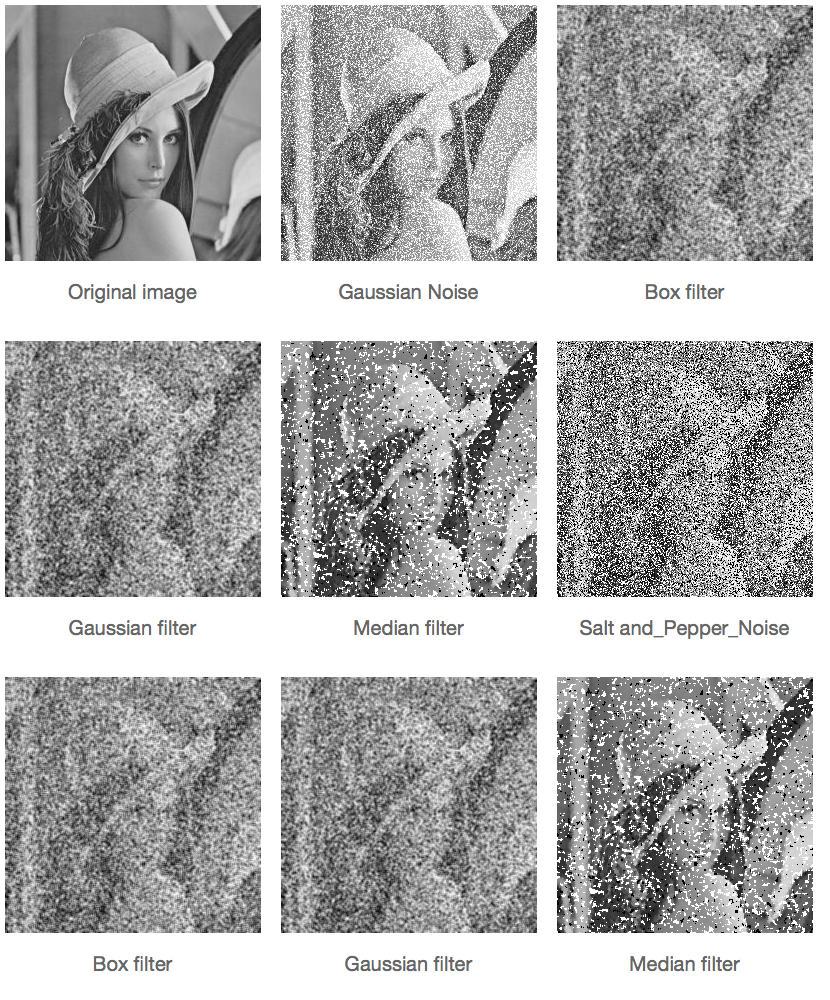 Original image
Gaussian Noise
Box filter
Gaussian filter
Median filter
Salt and_Pepper_Noise
Box filter
Gaussian filter
Median filter